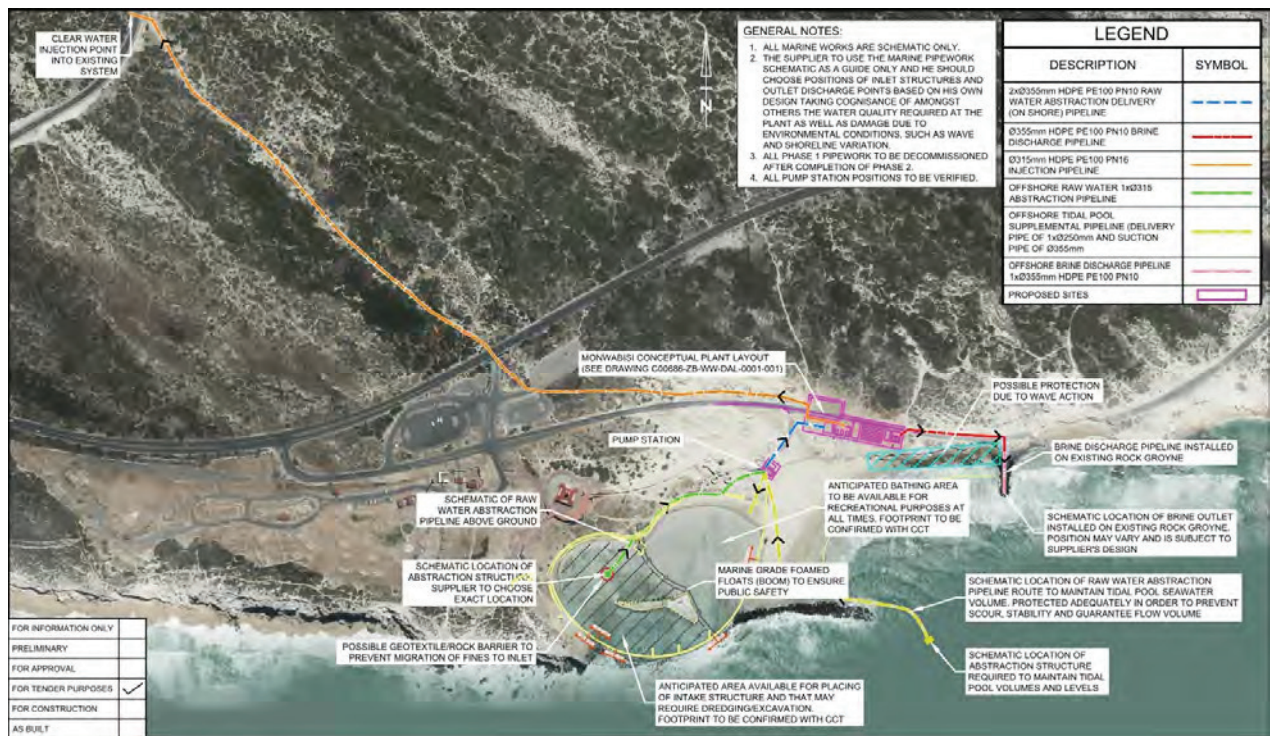 CLEAR WATER
INJECTION POINT
INTO EXISTING
SYSTEM
GENERAL NOTES:
1. ALL MARINE WORKS ARE SCHEMATIC ONLY.
2. THE SUPPLIER TO USE THE MARINE PIPEWORK
SCHEMATIC AS A GUIDE ONLY AND HE SHOULD
CHOOSE POSITIONS OF INLET STRUCTURES AND
OUTLET DISCHARGE POINTS BASED ON HIS OWN
DESIGN TAKING COGNISANCE OF AMONGST
OTHERS THE WATER QUALITY REQUIRED AT THE
PLANT AS WELL AS DAMAGE DUE TO
ENVIRONMENTAL CONDITIONS, SUCH AS WAVE
AND SHORELINE VARIATION.
3. ALL PHASE 1 PIPEWORK TO BE DECOMMISSIONED
AFTER COMPLETION OF PHASE 2.
4. ALL PUMP STATION POSITIONS TO BE VERIFIED.
N
LEGEND
DESCRIPTION SYMBOL
2xØ355mm HDPE PE100 PN10 RAW
WATER ABSTRACTION DELIVERY
(ON SHORE) PIPELINE
Ø355mm HDPE PE100 PN10 BRINE
DISCHARGE PIPELINE
Ø315mm HDPE PE100 PN16
INJECTION PIPELINE
OFFSHORE RAW WATER 1xØ315
ABSTRACTION PIPELINE
OFFSHORE TIDAL POOL
SUPPLEMENTAL PIPELINE (DELIVERY
PIPE OF 1xØ250mm AND SUCTION
PIPE OF Ø355mm
OFFSHORE BRINE DISCHARGE PIPELINE
1xØ355mm HDPE PE100 PN10
PROPOSED SITES
MONWABISI CONCEPTUAL PLANT LAYOUT
(SEE DRAWING C00686-ZB-WW-DAL-0001-001)
POSSIBLE PROTECTION
DUE TO WAVE ACTION
PUMP STATION
BRINE DISCHARGE PIPELINE INSTALLED
ON EXISTING ROCK GROYNE
SCHEMATIC OF RAW
WATER ABSTRACTION
PIPELINE ABOVE GROUND
ANTICIPATED BATHING AREA
TO BE AVAILABLE FOR
RECREATIONAL PURPOSES AT
ALL TIMES. FOOTPRINT TO BE
CONFIRMED WITH CCT
SCHEMATIC LOCATION OF BRINE OUTLET
INSTALLED ON EXISTING ROCK GROYNE.
POSITION MAY VARY AND IS SUBJECT TO
SUPPLIER'S DESIGN
SCHEMATIC LOCATION OF
ABSTRACTION STRUCTURE
SUPPLIER TO CHOOSE
EXACT LOCATION
MARINE GRADE FOAMED
FLOATS (BOOM) TO ENSURE
PUBLIC SAFETY
SCHEMATIC LOCATION OF RAW WATER ABSTRACTION
PIPELINE ROUTE TO MAINTAIN TIDAL POOL SEAWATER
VOLUME. PROTECTED ADEQUATELY IN ORDER TO PREVENT
SCOUR, STABILITY AND GUARANTEE FLOW VOLUME
POSSIBLE GEOTEXTILE/ROCK BARRIER TO
PREVENT MIGRATION OF FINES TO INLET
SCHEMATIC LOCATION OF
ABSTRACTION STRUCTURE
REQUIRED TO MAINTAIN TIDAL
POOL VOLUMES AND LEVELS
ANTICIPATED AREA AVAILABLE FOR PLACING
OF INTAKE STRUCTURE AND THAT MAY
REQUIRE DREDGING/EXCAVATION.
FOOTPRINT TO BE CONFIRMED WITH CCT
FOR INFORMATION ONLY
PRELIMINARY
FOR APPROVAL
FOR TENDER PURPOSES ✓
FOR CONSTRUCTION
AS BUILT